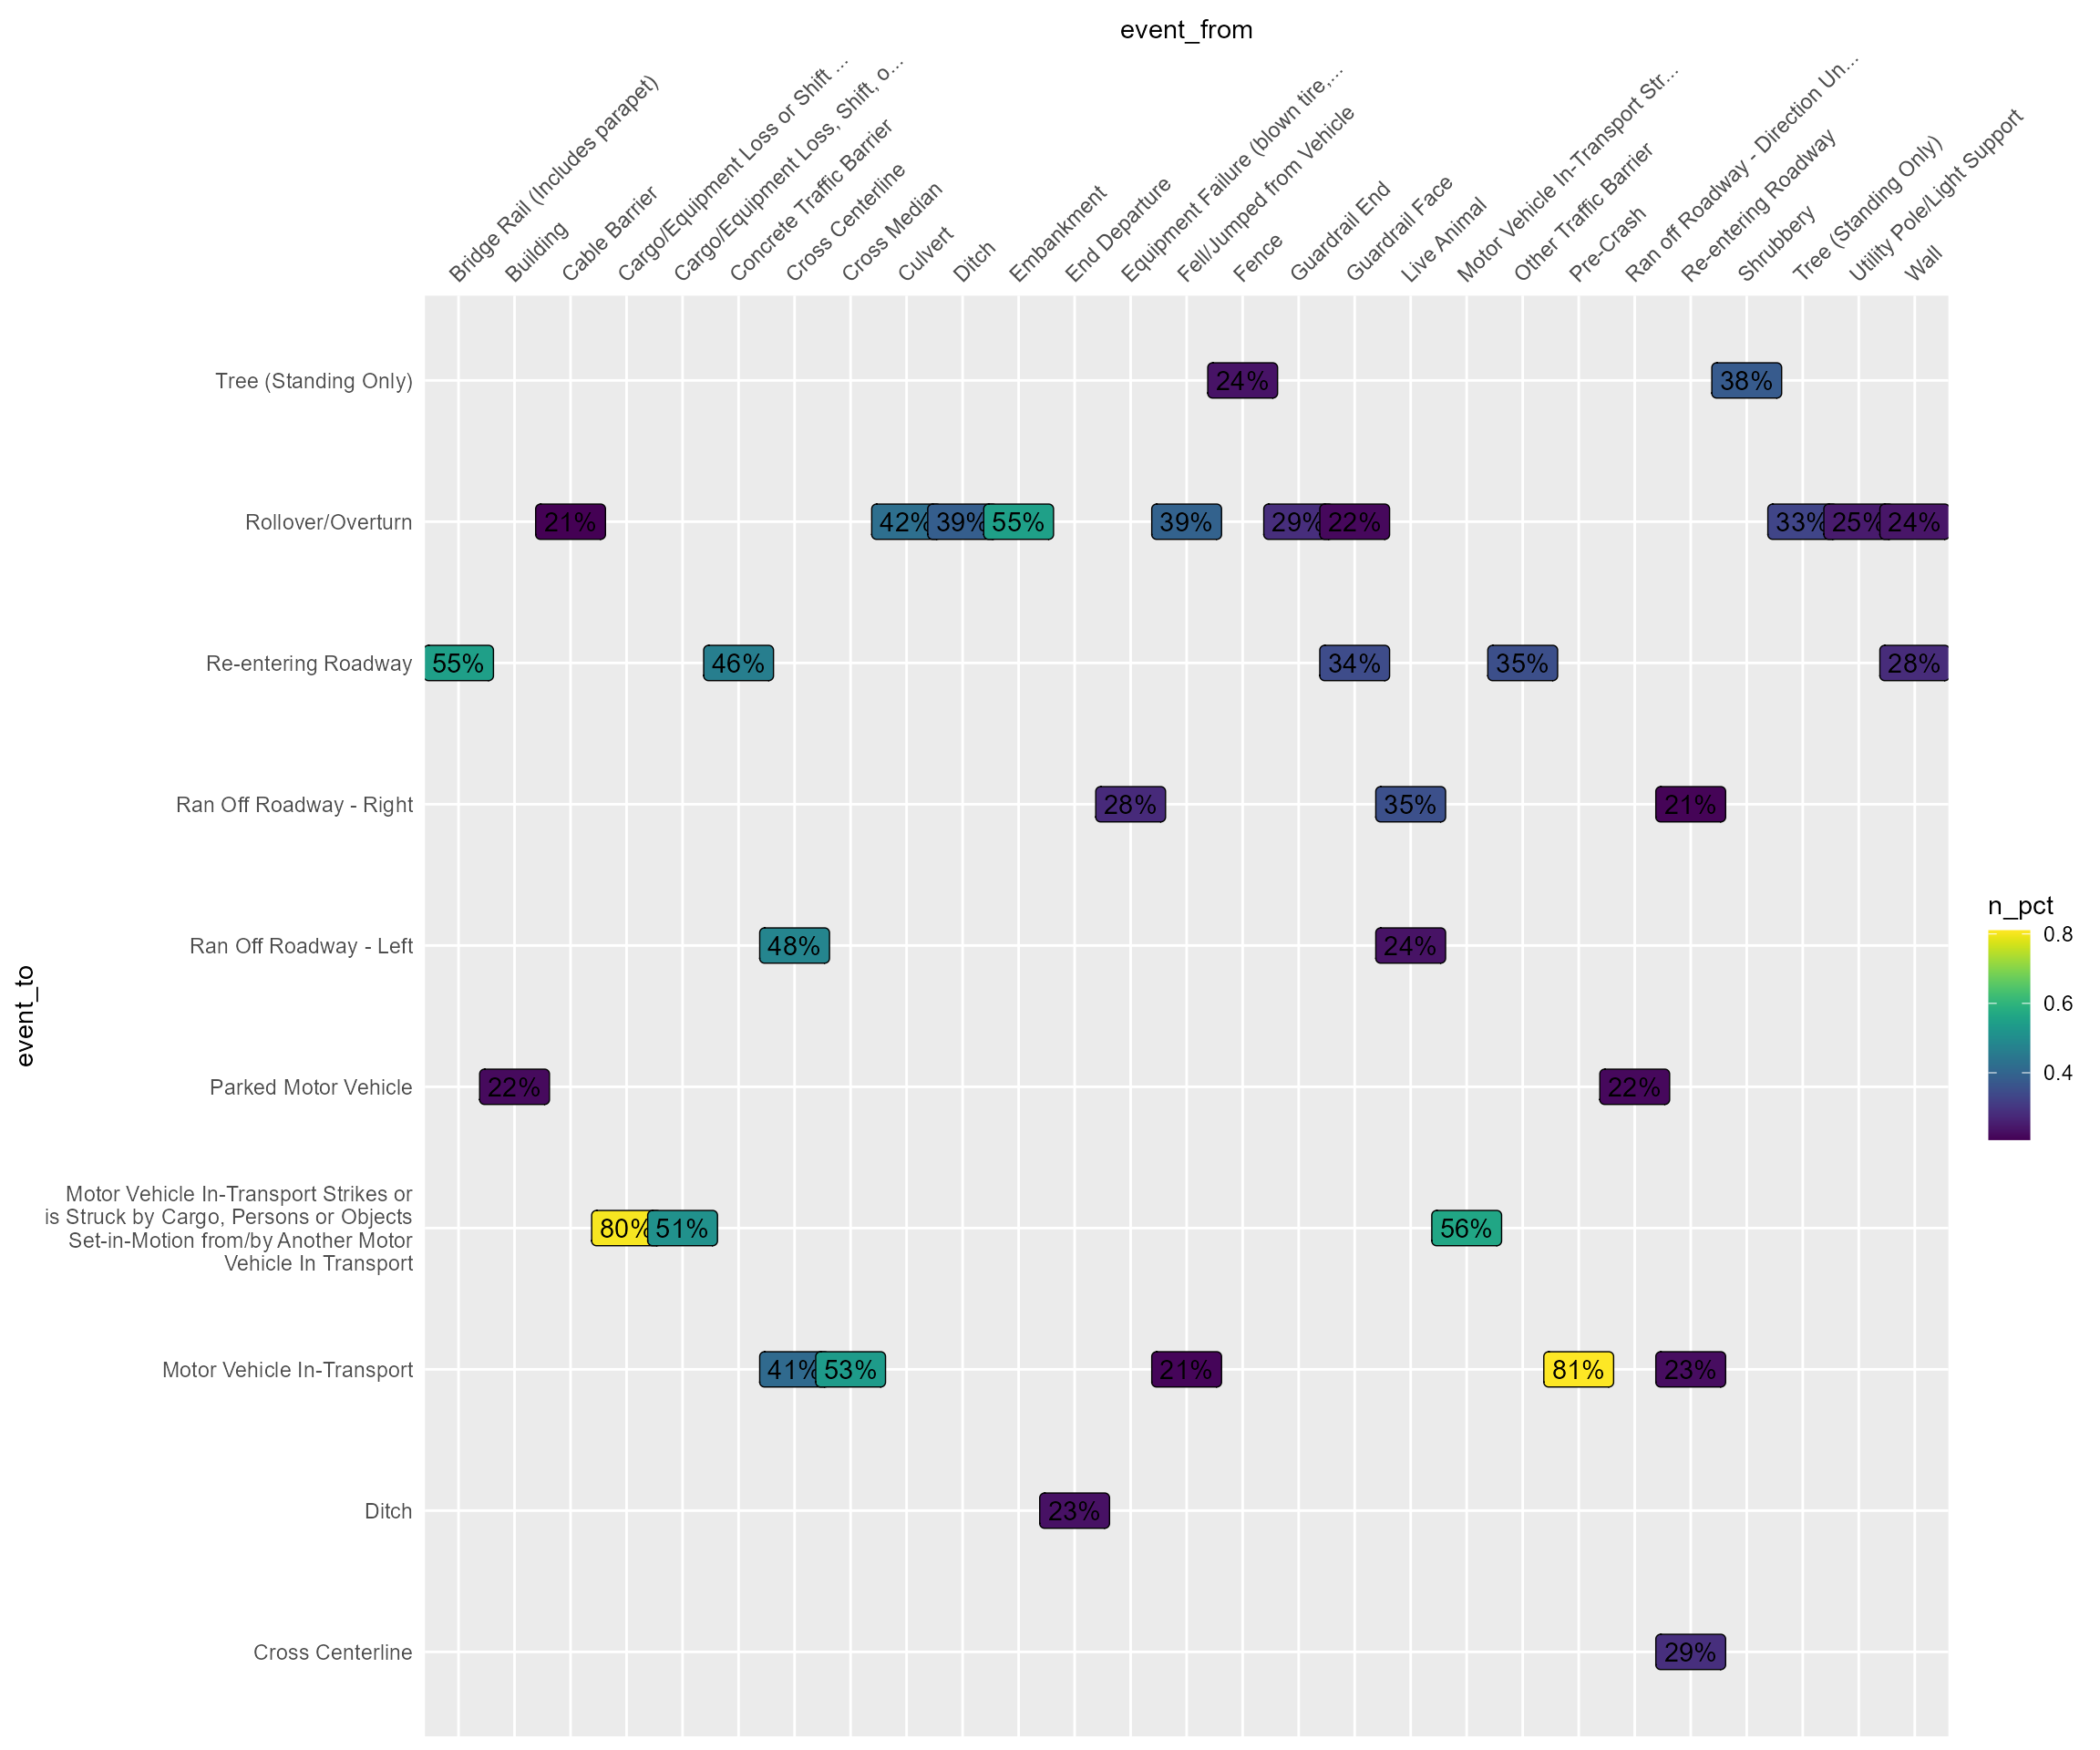 event_from
Bridge Rail (Includes parapet)
Building
Cable Barrier
Cargo/Equipment Loss or Shift ...
Cargo/Equipment Loss, Shift, o...
Concrete Traffic Barrier
Cross Centerline
Cross Median
Culvert
Ditch
Embankment
End Departure
Equipment Failure (blown tire,...
Fell/Jumped from Vehicle
Fence
Guardrail End
Guardrail Face
Live Animal
Motor Vehicle In-Transport Str...
Other Traffic Barrier
Pre-Crash
Ran off Roadway - Direction Un...
Re-entering Roadway
Shrubbery
Tree (Standing Only)
Utility Pole/Light Support
Wall
Tree (Standing Only)
24%
38%
Rollover/Overturn
21%
42%
39%
55%
39%
29%
22%
33%
25%
24%
Re-entering Roadway
55%
46%
34%
35%
28%
Ran Off Roadway - Right
28%
35%
21%
Ran Off Roadway - Left
48%
24%
Parked Motor Vehicle
22%
22%
Motor Vehicle In-Transport Strikes or
is Struck by Cargo, Persons or Objects
Set-in-Motion from/by Another Motor
Vehicle In Transport
80%
51%
56%
Motor Vehicle In-Transport
41%
53%
21%
81%
23%
Ditch
23%
Cross Centerline
29%
event_to
n_pct
0.8
0.6
0.4